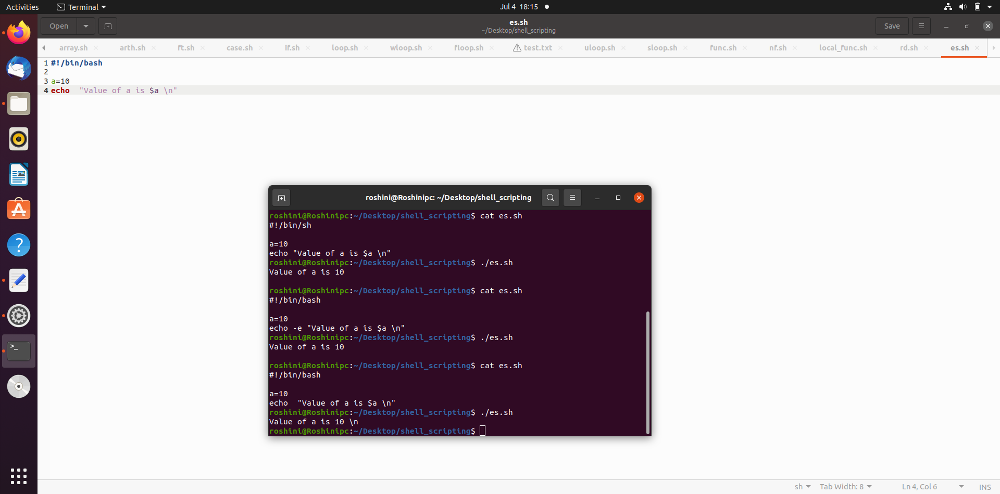 Activities
Terminal
Jul 4 18:15
Open
es.sh
~/Desktop/shell_scripting
Save
array.sh
arth.sh
ft.sh
case.sh
if.sh
loop.sh
wloop.sh
floop.sh
test.txt
uloop.sh
sloop.sh
func.sh
nf.sh
local_func.sh
rd.sh
es.sh
1 #!/bin/bash
2
3 a=10
4 echo  "Value of a is $a \n"
roshini@Roshinipc: ~/Desktop/shell_scripting
roshini@Roshinipc:~/Desktop/shell_scripting$ cat es.sh
#!/bin/sh
a=10
echo "Value of a is $a \n"
roshini@Roshinipc:~/Desktop/shell_scripting$ ./es.sh
Value of a is 10
roshini@Roshinipc:~/Desktop/shell_scripting$ cat es.sh
#!/bin/bash
a=10
echo -e "Value of a is $a \n"
roshini@Roshinipc:~/Desktop/shell_scripting$ ./es.sh
Value of a is 10
roshini@Roshinipc:~/Desktop/shell_scripting$ cat es.sh
#!/bin/bash
a=10
echo  "Value of a is $a \n"
roshini@Roshinipc:~/Desktop/shell_scripting$ ./es.sh
Value of a is 10 \n
roshini@Roshinipc:~/Desktop/shell_scripting$
sh
Tab Width: 8
Ln 4, Col 6
INS